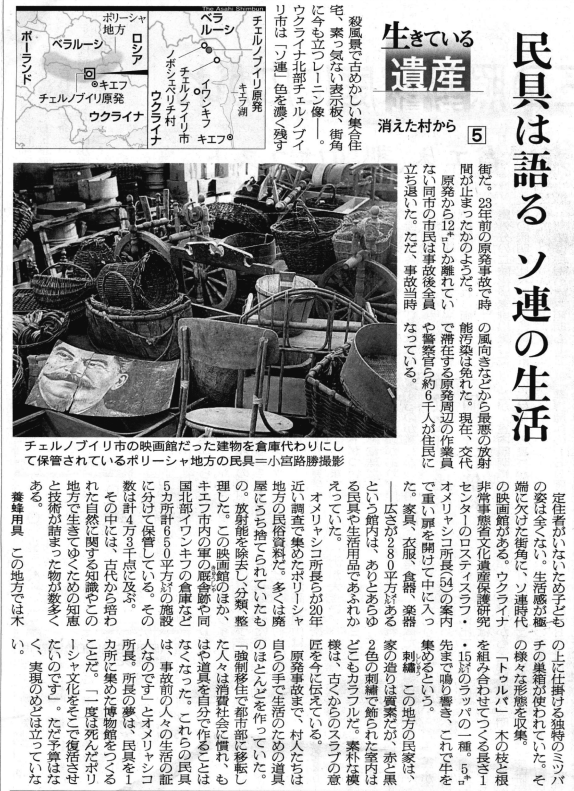 民具は語る ソ連の生活
生きている
遺産
消えた村から
5
殺風景で古めかしい集合住
宅、素っ気ない表示板、街角
に今も立つレーニン像――。
ウクライナ北部チェルノブイ
リ市は「ソ連」色を濃く残す
The Asahi Shimbun
ベラルーシ
チェルノブイリ原発
キエフ湖
イワンキフ
チェルノブイリ市
ノボシェペリチ村
キエフ
ウクライナ
ポリーシャ地方
ロシア
ベラルーシ
ポーランド
キエフ
チェルノブイリ原発
ウクライナ
街だ。23年前の原発事故で時
間が止まったかのようだ。
原発から12㌔しか離れてい
ない同市の市民は事故後全員
立ち退いた。ただ、事故当時
の風向きなどから最悪の放射
能汚染は免れた。現在、交代
で滞在する原発周辺の作業員
や警察官ら約6千人が住民に
なっている。
チェルノブイリ市の映画館だった建物を倉庫代わりにし
て保管されているポリーシャ地方の民具＝小宮路勝撮影
定住者がいないため子ども
の姿は全くない。生活感が極
端に欠けた街角に、ソ連時代
の映画館がある。ウクライナ
非常事態省文化遺産保護研究
センターのロスティスラフ・
オメリャシコ所長(54)の案内
で重い扉を開けて中に入っ
た。家具、衣服、食器、楽器
――広さが280平方㍍ある
という館内は、ありとあらゆ
る民具や生活用品であふれか
えっていた。
オメリャシコ所長らが20年
近い調査で集めたポリーシャ
地方の民俗資料だ。多くは廃
屋にうち捨てられていたも
の。放射能を除去し、分類、整
理した。この映画館のほか、
キエフ市内の軍の厩舎跡や同
国北部イワンキフの施設など
5カ所計650平方㍍の施設
に分けて保管している。その
数は計4万3千点に及ぶ。
その中には、古代から培わ
れた自然に関する知識やこの
地方で生きてゆくための知恵
と技術が詰まった物が数多く
ある。
養蜂用具　この地方では木
の上に仕掛ける独特のミツバ
チの巣箱が使われていた。そ
の様々な形態を収集。
「トゥルバ」　木の枝と根
を組み合わせてつくる長さ1
・15㍍のラッパの一種。5㌔
先まで鳴り響き、これで牛を
集めるという。
刺繡　この地方の民家は、
家の造りは質素だが、赤と黒
2色の刺繡で飾られた室内は
どこもカラフルだ。素朴な模
様は、古くからのスラブの意
匠を今に伝えている。
原発事故まで、村人たちは
自らの手で生活のための道具
のほとんどを作っていた。
「強制移住で都市部に移転し
た人々は消費社会に慣れ、も
はや道具を自分で作ることは
なくなった。これらの民具
は、事故前の人々の生活の証
人なのです」とオメリャシコ
所長。所長の夢は、民具を1
カ所に集めた博物館をつくる
ことだ。「一度は死んだポリ
ーシャ文化をそこで復活させ
たいのです」。ただ予算はな
く、実現のめどは立っていな
い。